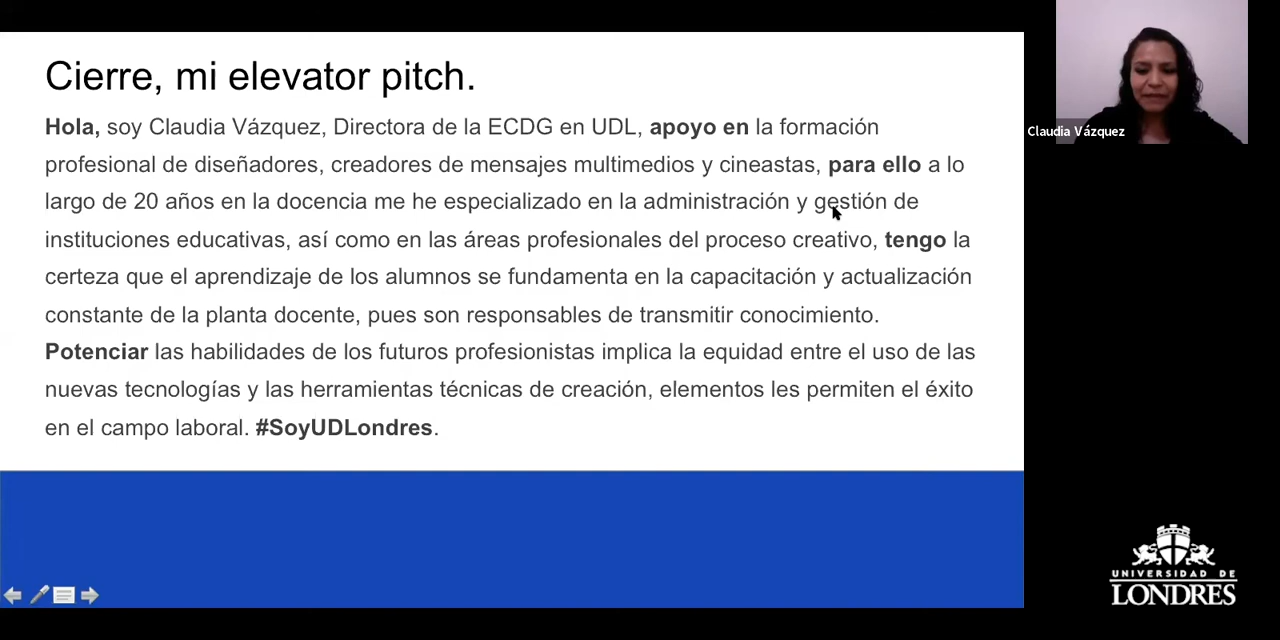 Cierre, mi elevator pitch.
Hola, soy Claudia Vázquez, Directora de la ECDG en UDL, apoyo en la formación
profesional de diseñadores, creadores de mensajes multimedios y cineastas, para ello a lo
largo de 20 años en la docencia me he especializado en la administración y gestión de
instituciones educativas, así como en las áreas profesionales del proceso creativo, tengo la
certeza que el aprendizaje de los alumnos se fundamenta en la capacitación y actualización
constante de la planta docente, pues son responsables de transmitir conocimiento.
Potenciar las habilidades de los futuros profesionistas implica la equidad entre el uso de las
nuevas tecnologías y las herramientas técnicas de creación, elementos les permiten el éxito
en el campo laboral. #SoyUDLondres.
Claudia Vázquez
UNIVERSIDAD DE
LONDRES